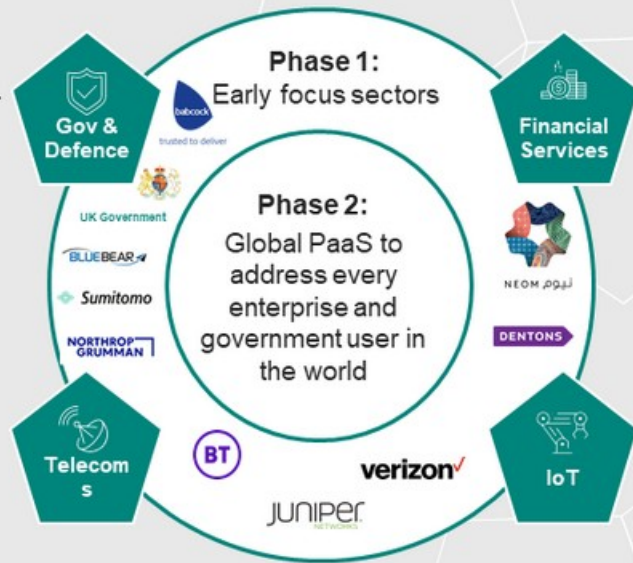 Phase 1:
Early focus sectors
Gov &
Defence
babcock
trusted to deliver
Financial
Services
UK Government
BLUEBEAR
Sumitomo
NORTHROP
GRUMMAN
Phase 2:
Global PaaS to
address every
enterprise and
government user in
the world
NEOM نيوم
DENTONS
Telecom
s
BT
verizon
JUNIPER
NETWORKS
IoT